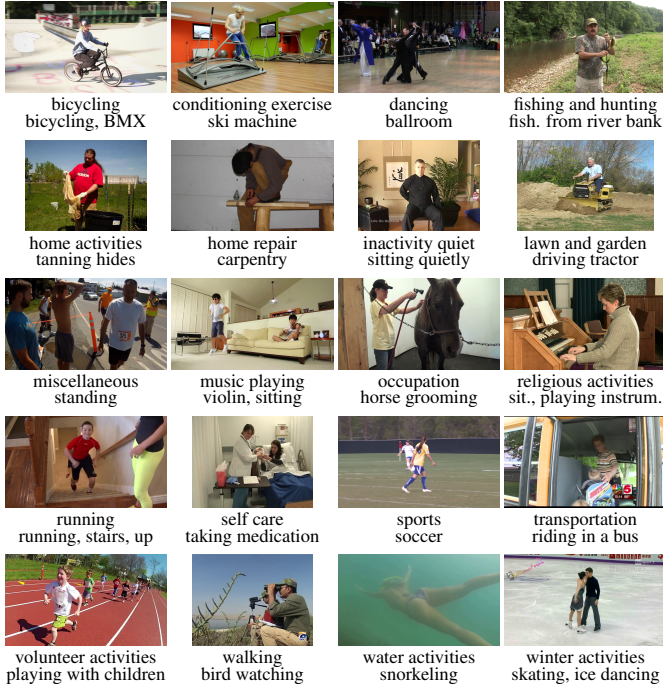 bicycling
bicycling, BMX
conditioning exercise
ski machine
dancing
ballroom
fishing and hunting
fish. from river bank
home activities
tanning hides
home repair
carpentry
inactivity quiet
sitting quietly
lawn and garden
driving tractor
miscellaneous
standing
music playing
violin, sitting
occupation
horse grooming
religious activities
sit., playing instrum.
running
running, stairs, up
self care
taking medication
sports
soccer
5
transportation
riding in a bus
volunteer activities
playing with children
walking
bird watching
water activities
snorkeling
winter activities
skating, ice dancing